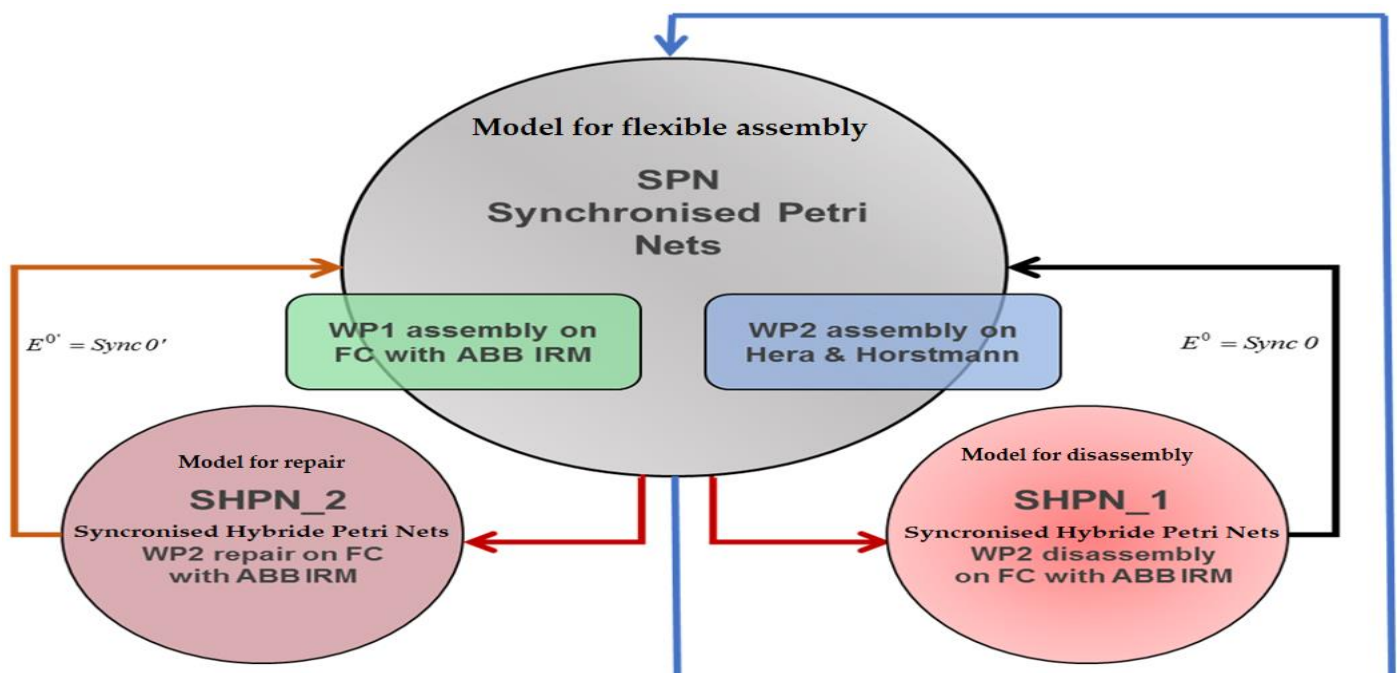 Model for flexible assembly
SPN
Synchronised Petri
Nets
WP1 assembly on
FC with ABB IRM
WP2 assembly on
Hera & Horstmann
E^{0'} = Sync 0'
E^0 = Sync 0
Model for repair
SHPN_2
Syncronised Hybride Petri Nets
WP2 repair on FC
with ABB IRM
Model for disassembly
SHPN_1
Syncronised Hybride Petri Nets
WP2 disassembly
on FC with ABB IRM